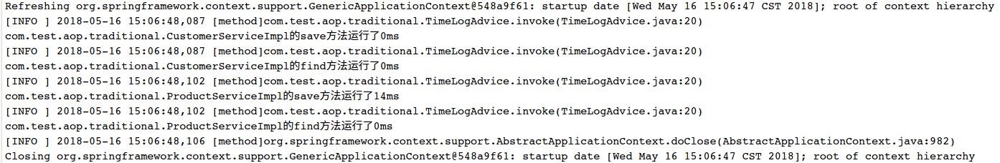 Refreshing org.springframework.context.support.GenericApplicationContext@548a9f61: startup date [Wed May 16 15:06:47 CST 2018]; root of context hierarchy
[INFO ] 2018-05-16 15:06:48,087 [method]com.test.aop.traditional.TimeLogAdvice.invoke(TimeLogAdvice.java:20)
com.test.aop.traditional.CustomerServiceImpl的save方法运行了0ms
[INFO ] 2018-05-16 15:06:48,087 [method]com.test.aop.traditional.TimeLogAdvice.invoke(TimeLogAdvice.java:20)
com.test.aop.traditional.CustomerServiceImpl的find方法运行了0ms
[INFO ] 2018-05-16 15:06:48,102 [method]com.test.aop.traditional.TimeLogAdvice.invoke(TimeLogAdvice.java:20)
com.test.aop.traditional.ProductServiceImpl的save方法运行了14ms
[INFO ] 2018-05-16 15:06:48,102 [method]com.test.aop.traditional.TimeLogAdvice.invoke(TimeLogAdvice.java:20)
com.test.aop.traditional.ProductServiceImpl的find方法运行了0ms
[INFO ] 2018-05-16 15:06:48,106 [method]org.springframework.context.support.AbstractApplicationContext.doClose(AbstractApplicationContext.java:982)
Closing org.springframework.context.support.GenericApplicationContext@548a9f61: startup date [Wed May 16 15:06:47 CST 2018]; root of context hierarchy